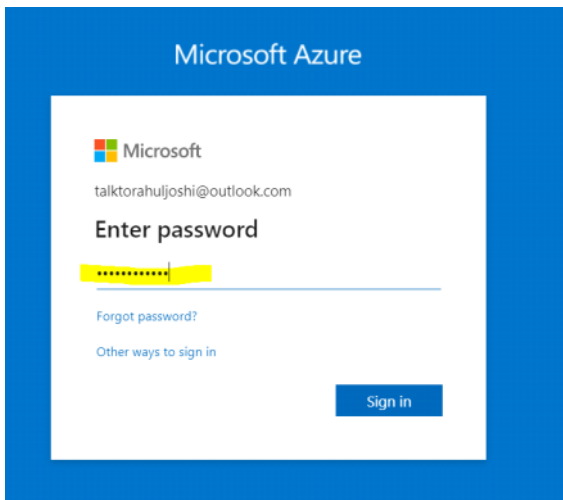 Microsoft Azure
Microsoft
talktorahuljoshi@outlook.com
Enter password
••••••••••••
Forgot password?
Other ways to sign in
Sign in